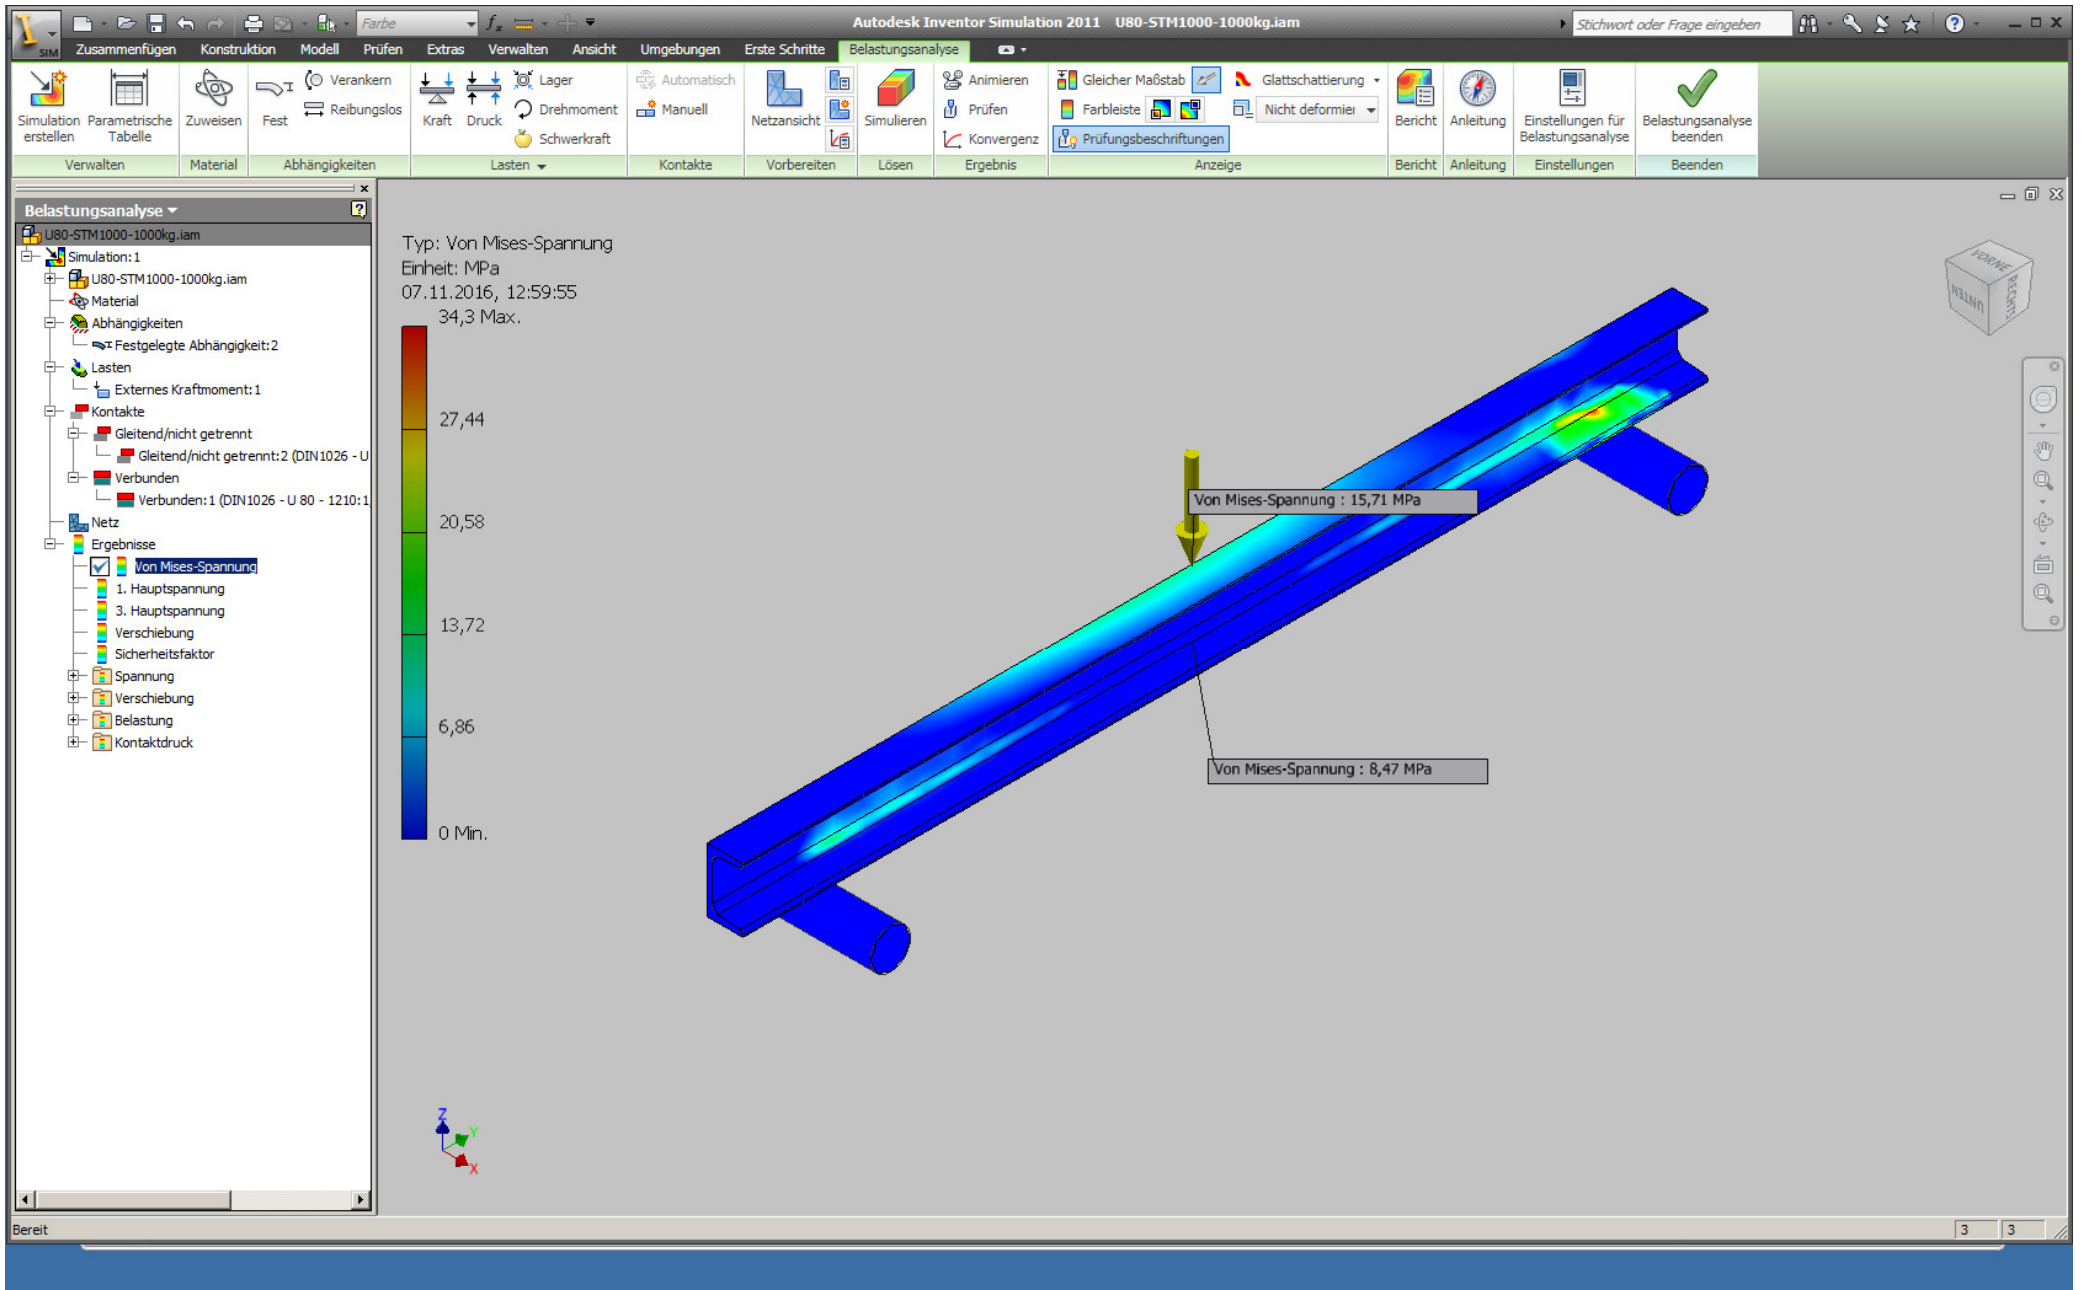 SIM
Farbe
Autodesk Inventor Simulation 2011 U80-STM1000-1000kg.iam
Stichwort oder Frage eingeben
Zusammenfügen Konstruktion Modell Prüfen Extras Verwalten Ansicht Umgebungen Erste Schritte Belastungsanalyse
Simulation erstellen
Parametrische Tabelle
Verwalten
Zuweisen
Material
Fest
Verankern
Reibungslos
Abhängigkeiten
Kraft
Druck
Lager
Drehmoment
Schwerkraft
Lasten
Automatisch
Manuell
Kontakte
Netzansicht
Vorbereiten
Simulieren
Lösen
Animieren
Prüfen
Konvergenz
Ergebnis
Gleicher Maßstab
Farbleiste
Prüfungsbeschriftungen
Glattschattierung
Nicht deformier
Anzeige
Bericht
Bericht
Anleitung
Anleitung
Einstellungen für
Belastungsanalyse
Einstellungen
Belastungsanalyse
beenden
Beenden
Belastungsanalyse
U80-STM1000-1000kg.iam
Simulation:1
U80-STM1000-1000kg.iam
Material
Abhängigkeiten
Festgelegte Abhängigkeit:2
Lasten
Externes Kraftmoment:1
Kontakte
Gleitend/nicht getrennt
Gleitend/nicht getrennt:2 (DIN1026 - U
Verbunden
Verbunden:1 (DIN1026 - U 80 - 1210:1
Netz
Ergebnisse
Von Mises-Spannung
1. Hauptspannung
3. Hauptspannung
Verschiebung
Sicherheitsfaktor
Spannung
Verschiebung
Belastung
Kontaktdruck
Typ: Von Mises-Spannung
Einheit: MPa
07.11.2016, 12:59:55
34,3 Max.
27,44
20,58
13,72
6,86
0 Min.
Von Mises-Spannung : 15,71 MPa
Von Mises-Spannung : 8,47 MPa
VORNE
RECHTS
UNTEN
Z
Y
X
Bereit
3 3